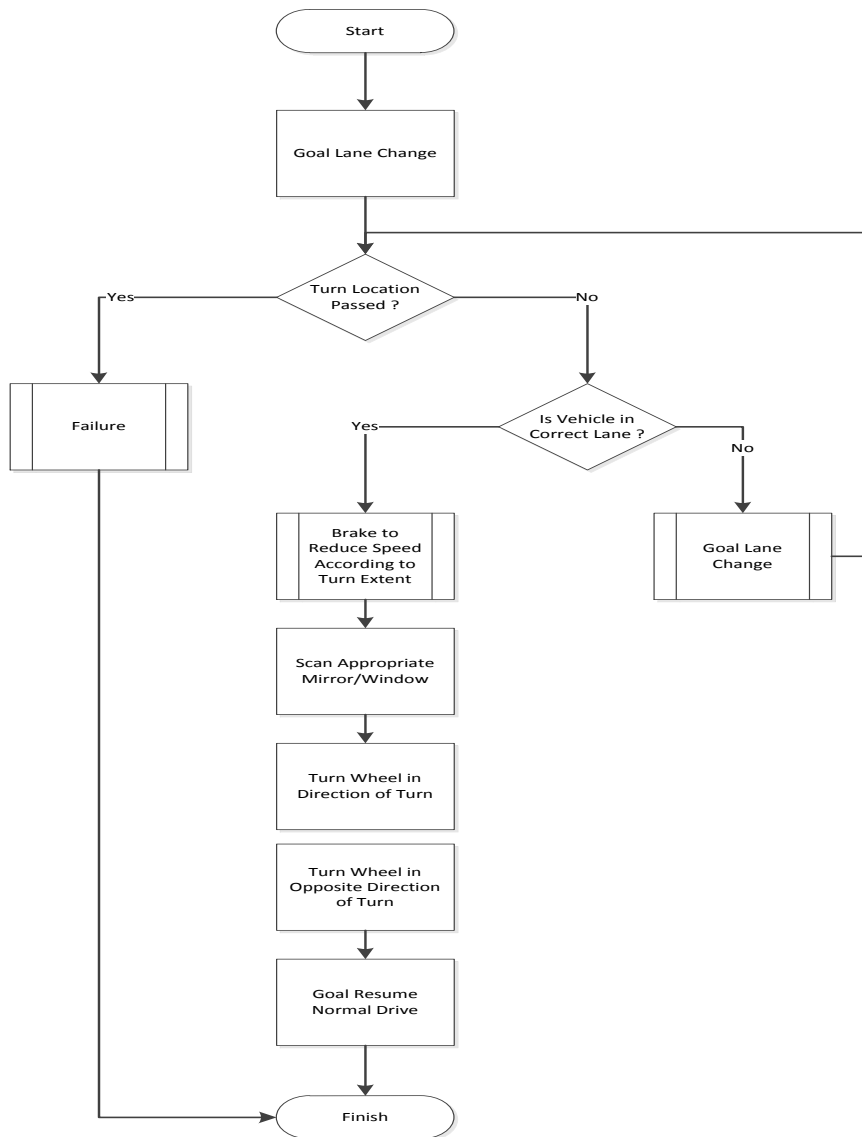 Start
Goal Lane Change
Turn Location
Passed ?
Yes
No
Failure
Is Vehicle in
Correct Lane ?
Yes
No
Brake to
Reduce Speed
According to
Turn Extent
Goal Lane
Change
Scan Appropriate
Mirror/Window
Turn Wheel in
Direction of Turn
Turn Wheel in
Opposite Direction
of Turn
Goal Resume
Normal Drive
Finish